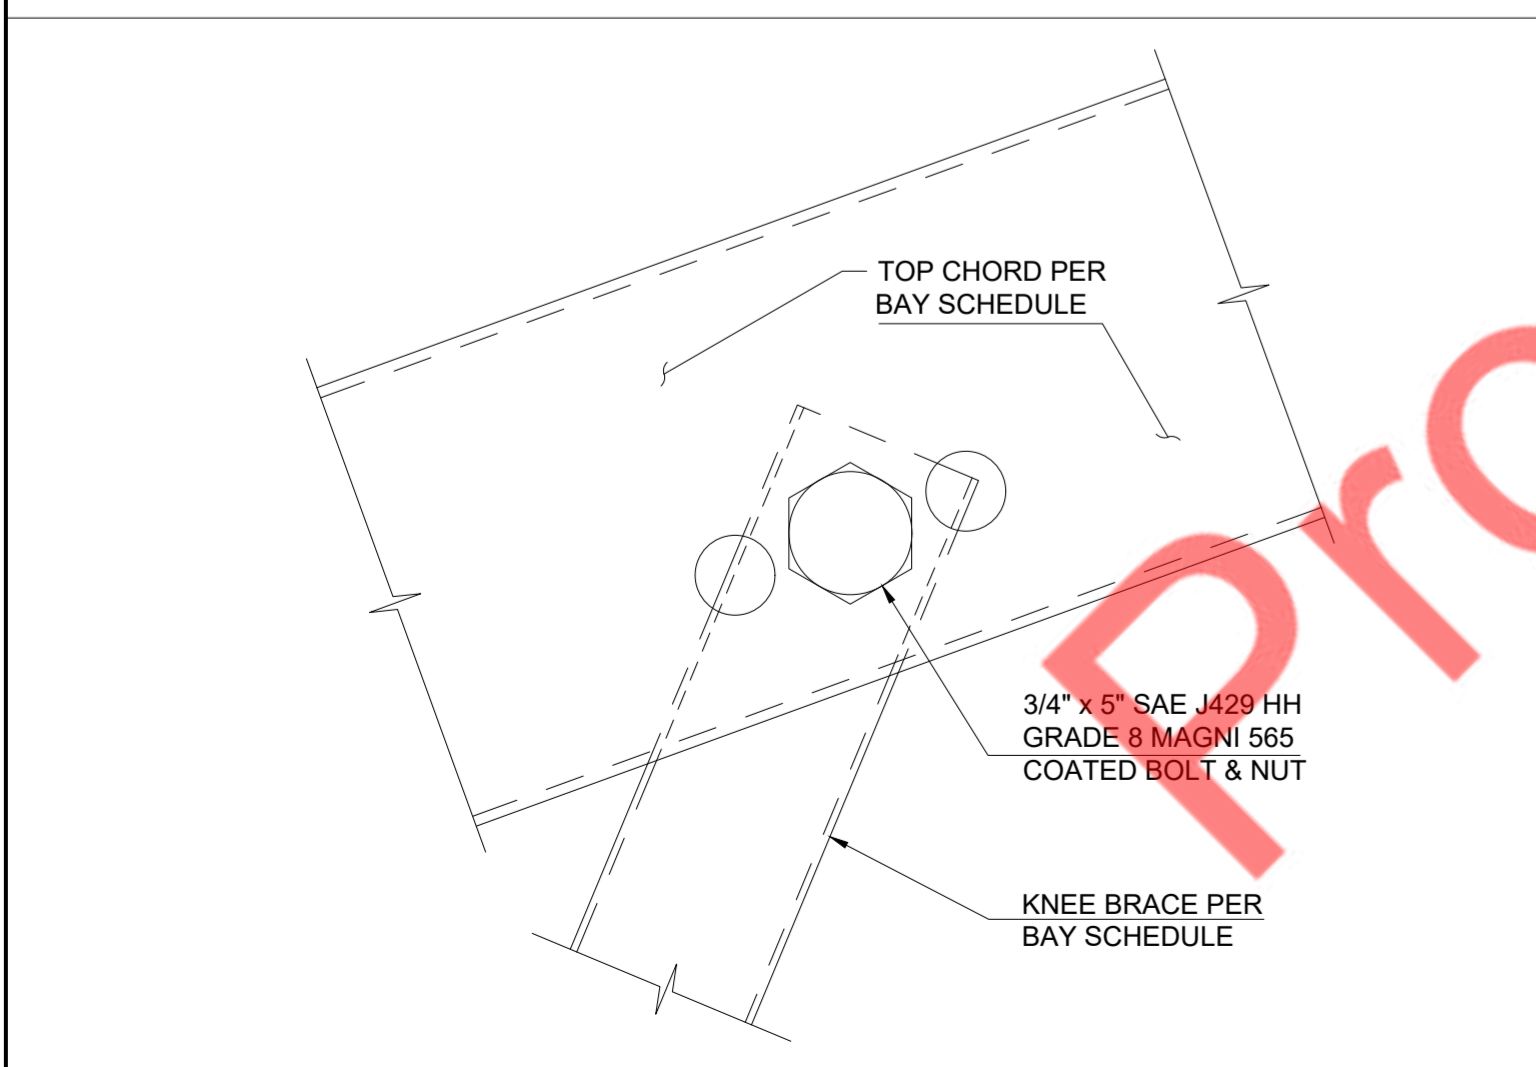 TOP CHORD PER
BAY SCHEDULE
3/4" x 5" SAE J429 HH
GRADE 8 MAGNI 565
COATED BOLT & NUT
KNEE BRACE PER
BAY SCHEDULE
Pro